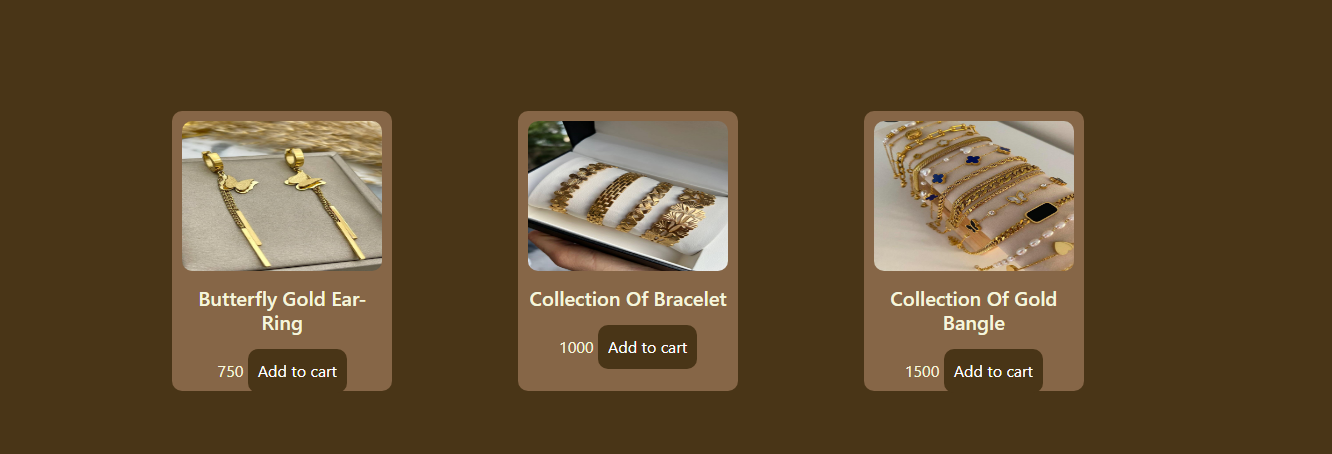 Butterfly Gold Ear-
Ring
750 Add to cart
Collection Of Bracelet
1000 Add to cart
Collection Of Gold
Bangle
1500 Add to cart